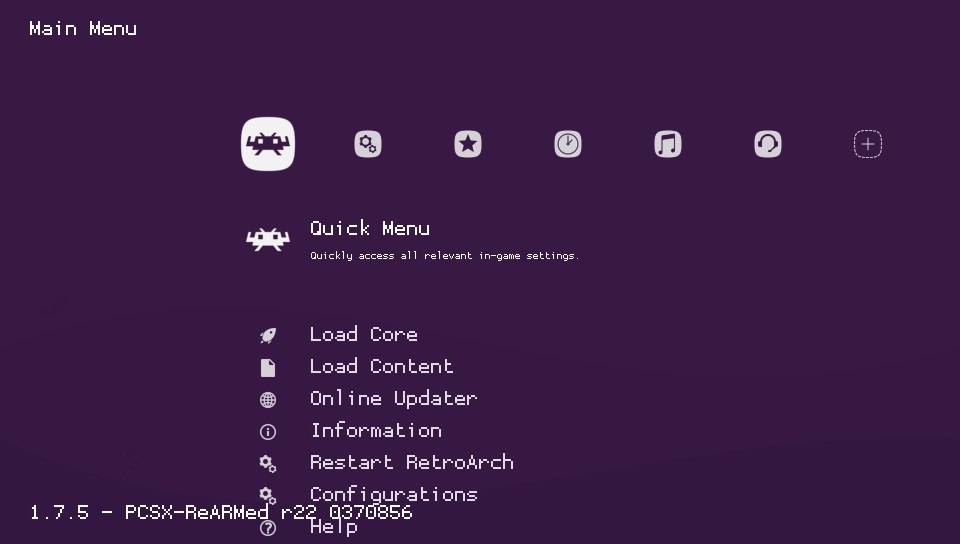 Main Menu
Quick Menu
Quickly access all relevant in-game settings.
Load Core
Load Content
Online Updater
Information
Restart RetroArch
Configurations
1.7.5 - PCSX-ReARMed r22 0370856
Help